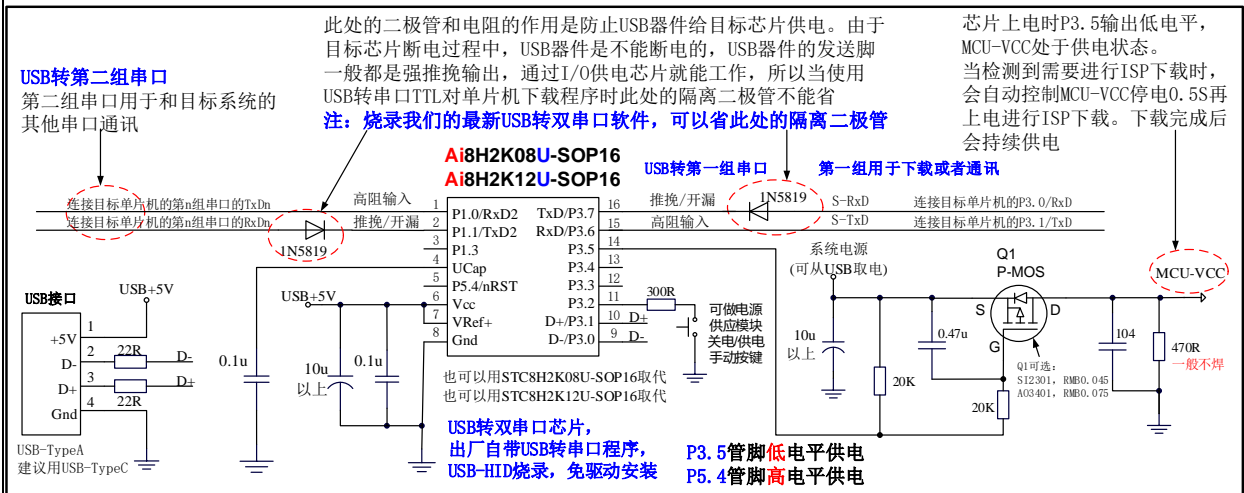 此处的二极管和电阻的作用是防止USB器件给目标芯片供电。由于
目标芯片断电过程中，USB器件是不能断电的，USB器件的发送脚
一般都是强推挽输出，通过I/O供电芯片就能工作，所以当使用
USB转串口TTL对单片机下载程序时此处的隔离二极管不能省
注：烧录我们的最新USB转双串口软件，可以省此处的隔离二极管
芯片上电时P3.5输出低电平，
MCU-VCC处于供电状态。
当检测到需要进行ISP下载时，
会自动控制MCU-VCC停电0.5S再
上电进行ISP下载。下载完成后
会持续供电
USB转第二组串口
第二组串口用于和目标系统的
其他串口通讯
Ai8H2K08U-SOP16
Ai8H2K12U-SOP16
USB转第一组串口
第一组用于下载或者通讯
连接目标单片机的第n组串口的TxDn
连接目标单片机的第n组串口的RxDn
1N5819
高阻输入
推挽/开漏
1
2
3
4
5
6
7
8
P1.0/RxD2
P1.1/TxD2
P1.3
UCap
P5.4/nRST
Vcc
VRef+
Gnd
TxD/P3.7
RxD/P3.6
P3.5
P3.4
P3.3
P3.2
D+/P3.1
D-/P3.0
16
15
14
13
12
11
10
9
D+
D-
推挽/开漏
高阻输入
1N5819
S-RxD
S-TxD
连接目标单片机的P3.0/RxD
连接目标单片机的P3.1/TxD
300R
可做电源
供应模块
关电/供电
手动按键
系统电源
(可从USB取电)
Q1
P-MOS
S
D
G
MCU-VCC
10u
以上
0.47u
20K
20K
104
470R
一般不焊
Q1可选:
SI2301, RMB0.045
AO3401, RMB0.075
USB接口
USB+5V
+5V
D-
D+
Gnd
1
2
3
4
22R
22R
D-
D+
USB-TypeA
建议用USB-TypeC
0.1u
USB+5V
10u
以上
0.1u
也可以用STC8H2K08U-SOP16取代
也可以用STC8H2K12U-SOP16取代
USB转双串口芯片，
出厂自带USB转串口程序，
USB-HID烧录，免驱动安装
P3.5管脚低电平供电
P5.4管脚高电平供电